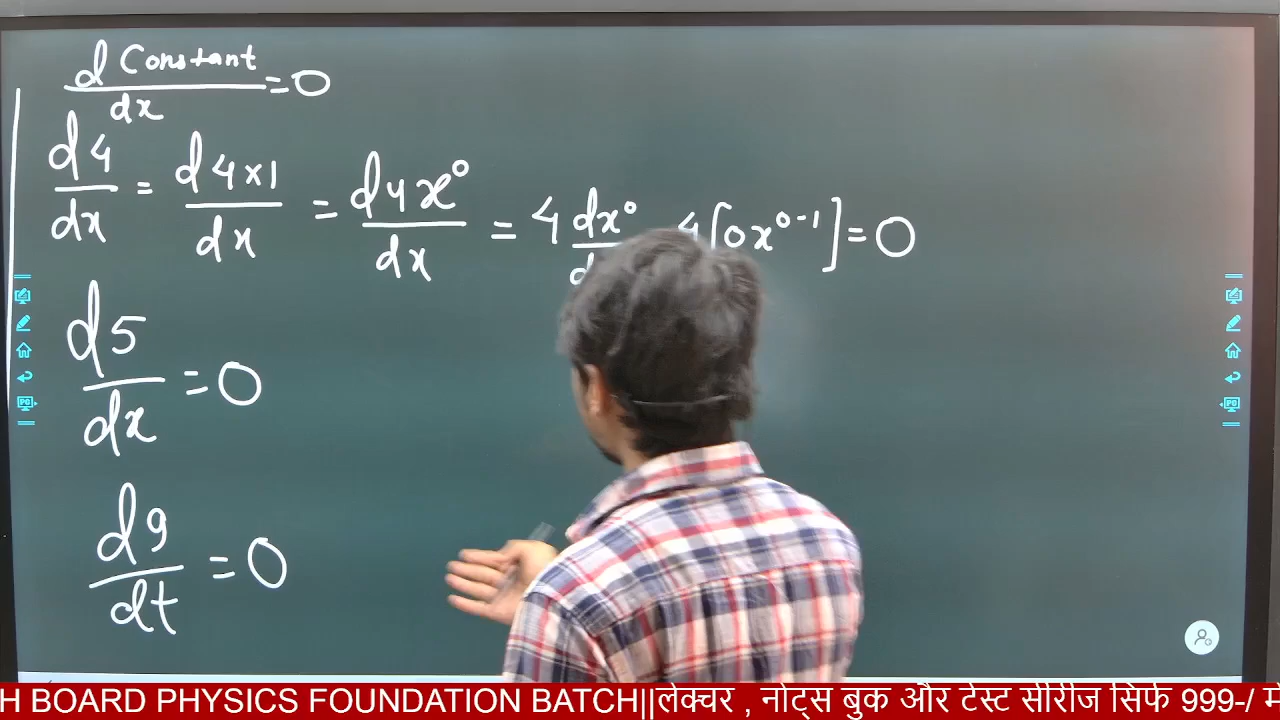 d Constant/dx = 0
d4/dx = d4×1/dx = d4x⁰/dx = 4 dx⁰/d 4[0x⁰⁻¹] = 0
d5/dx = 0
d9/dt = 0
H BOARD PHYSICS FOUNDATION BATCH||लेक्चर , नोट्स बुक और टेस्ट सीरीज सिर्फ 999-/ मे